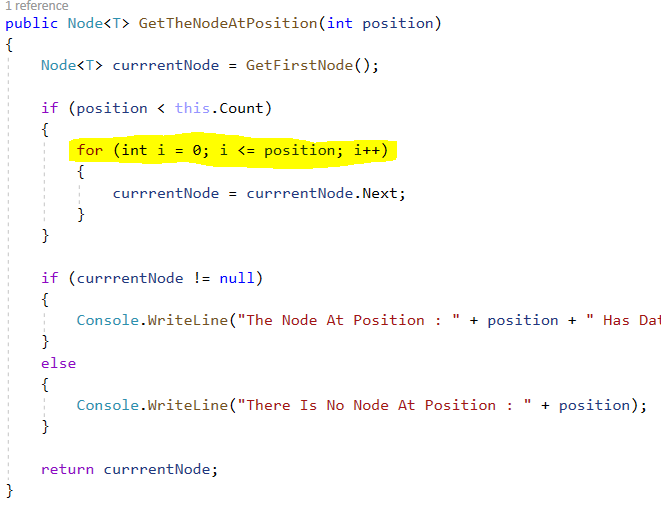 1 reference
public Node<T> GetTheNodeAtPosition(int position)
{
Node<T> currrentNode = GetFirstNode();
if (position < this.Count)
{
for (int i = 0; i <= position; i++)
{
currrentNode = currrentNode.Next;
}
}
if (currrentNode != null)
{
Console.WriteLine("The Node At Position : " + position + " Has Dat
}
else
{
Console.WriteLine("There Is No Node At Position : " + position);
}
return currrentNode;
}